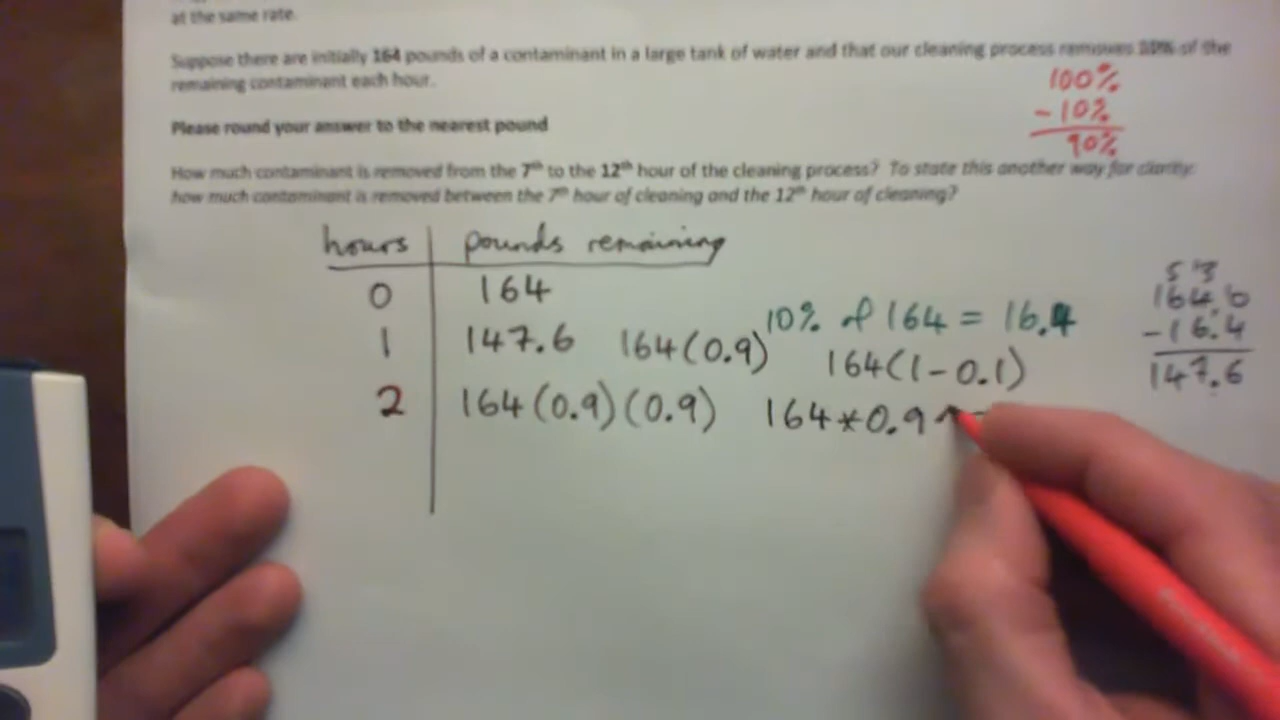 at the same rate.
Suppose there are initially 164 pounds of a contaminant in a large tank of water and that our cleaning process removes 10% of the
remaining contaminant each hour.
100%
- 10%
90%
Please round your answer to the nearest pound
How much contaminant is removed from the 7th to the 12th hour of the cleaning process? To state this another way for clarity:
how much contaminant is removed between the 7th hour of cleaning and the 12th hour of cleaning?
hours pounds remaining
0 164
1 147.6 164(0.9) 10% of 164 = 16.4
164(1-0.1)
2 164(0.9)(0.9) 164*0.9^
5 13
164.0
-16.4
147.6